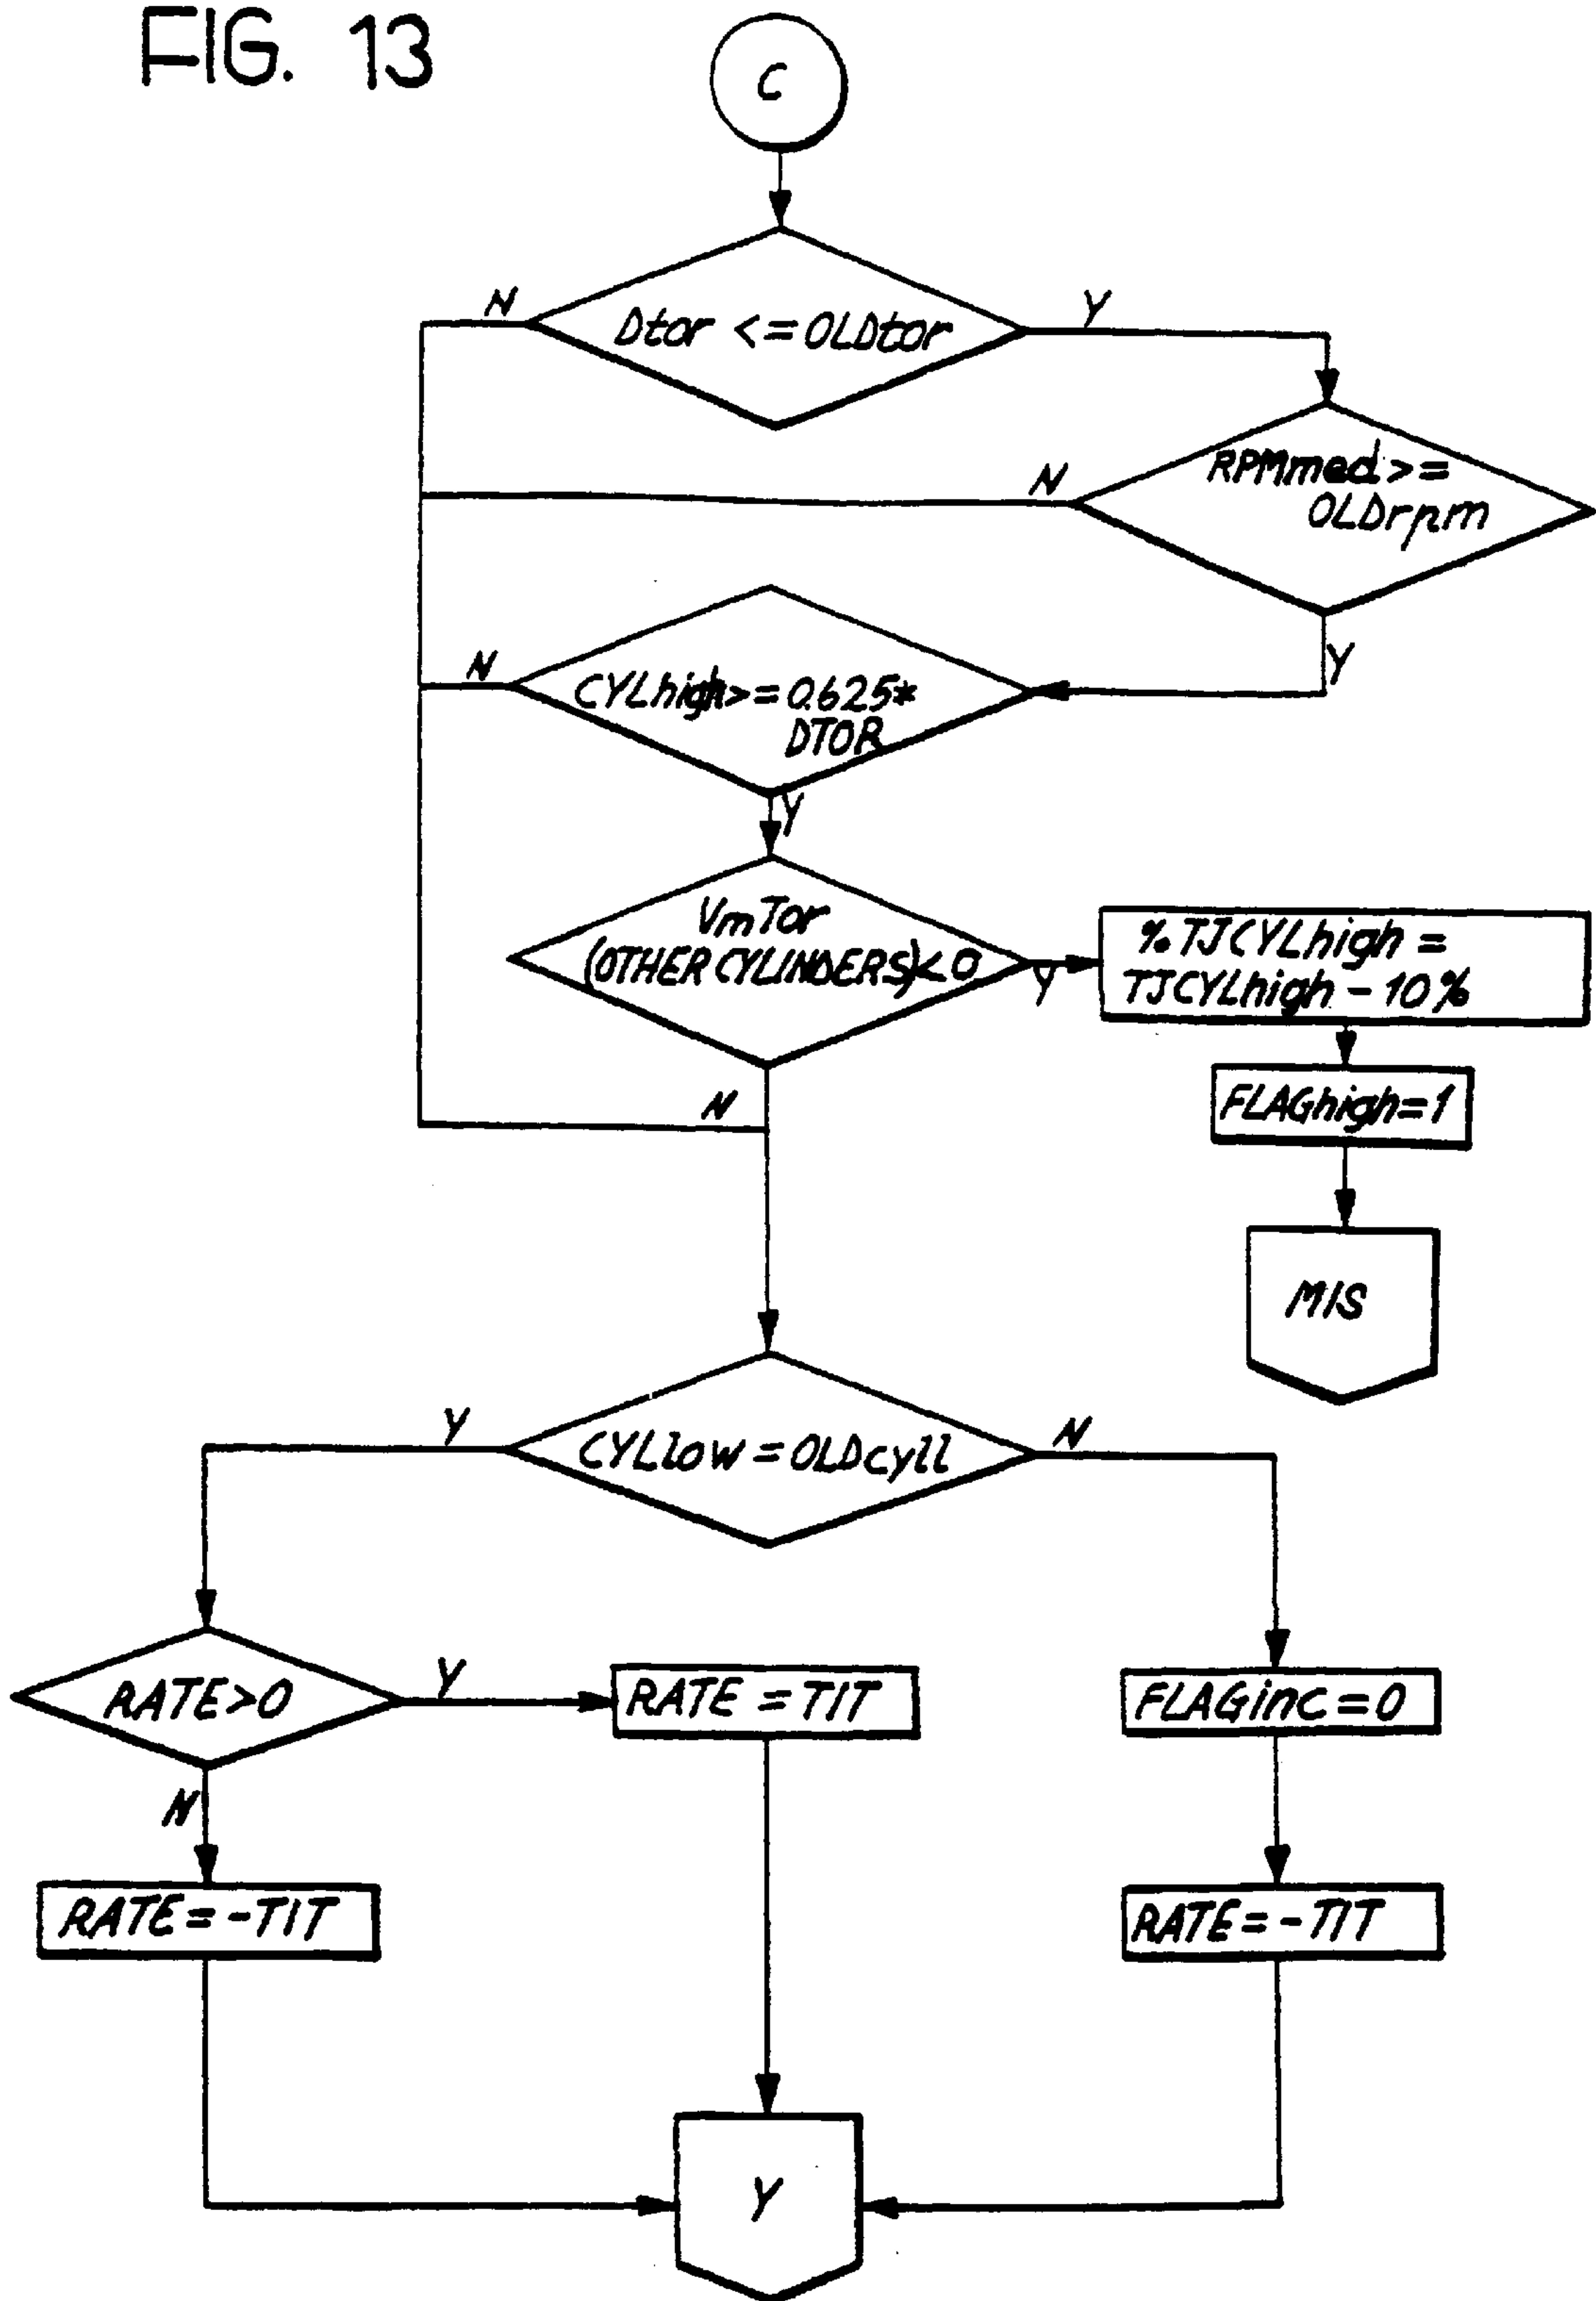 FIG. 13
C
N
Dtor <= OLDtor
Y
N
RPMmed >=
OLDrpm
Y
N
CYLhigh >= 0.625*
DTOR
Y
VmTor
(OTHER CYLINDERS) < 0
Y
%TJCYLhigh =
TJCYLhigh - 10%
FLAGhigh = 1
N
MIS
Y
CYLlow = OLDcyll
N
RATE > 0
Y
RATE = TIT
FLAGinc = 0
N
RATE = -TIT
RATE = -TIT
Y